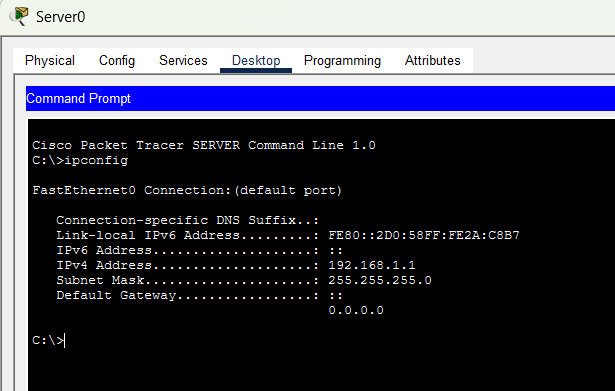 Server0
Physical Config Services Desktop Programming Attributes
Command Prompt
Cisco Packet Tracer SERVER Command Line 1.0
C:\>ipconfig
FastEthernet0 Connection:(default port)
Connection-specific DNS Suffix..:
Link-local IPv6 Address.........: FE80::2D0:58FF:FE2A:C8B7
IPv6 Address....................: ::
IPv4 Address....................: 192.168.1.1
Subnet Mask.....................: 255.255.255.0
Default Gateway.................: ::
0.0.0.0
C:\>